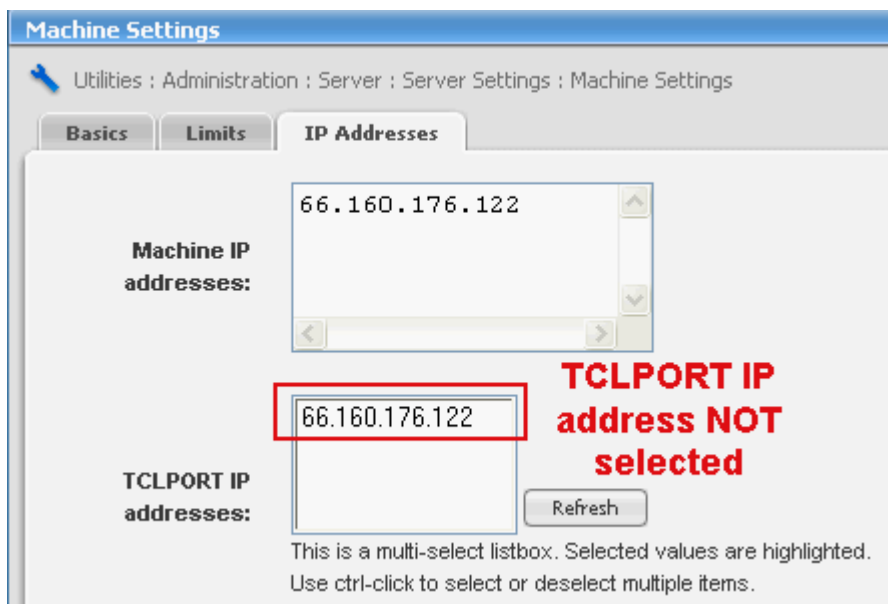 Machine Settings
Utilities : Administration : Server : Server Settings : Machine Settings
Basics
Limits
IP Addresses
Machine IP
addresses:
66.160.176.122
TCLPORT IP
addresses:
66.160.176.122
TCLPORT IP
address NOT
selected
Refresh
This is a multi-select listbox. Selected values are highlighted.
Use ctrl-click to select or deselect multiple items.